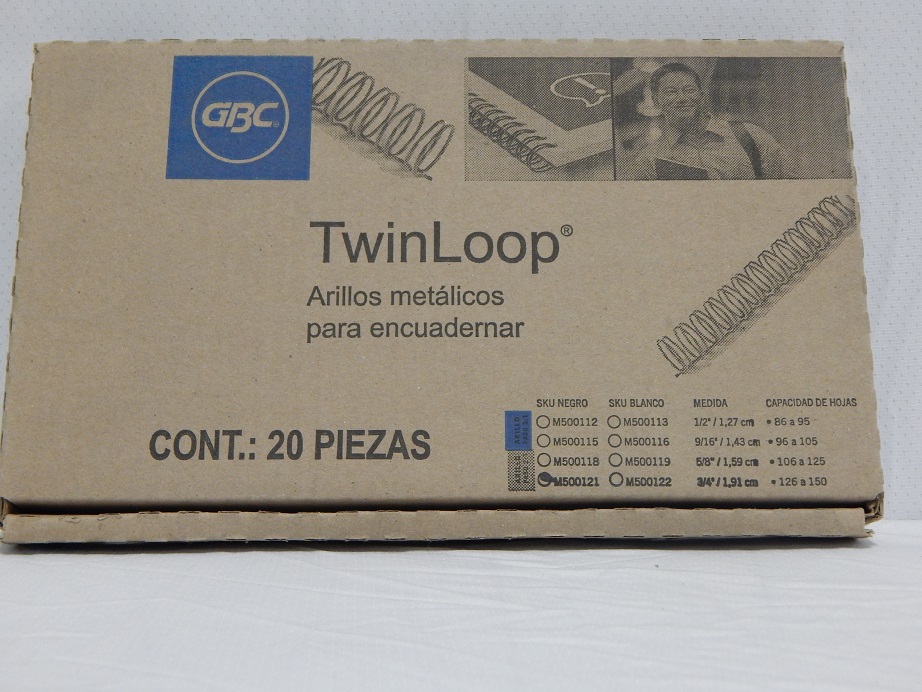 GBC
TwinLoop®
Arillos metálicos
para encuadernar
CONT.: 20 PIEZAS
SKU NEGRO SKU BLANCO MEDIDA CAPACIDAD DE HOJAS
M500112 M500113 1/2" / 1,27 cm • 86 a 95
M500115 M500116 9/16" / 1,43 cm • 96 a 105
M500118 M500119 5/8" / 1,59 cm • 106 a 125
M500121 M500122 3/4" / 1,91 cm • 126 a 150